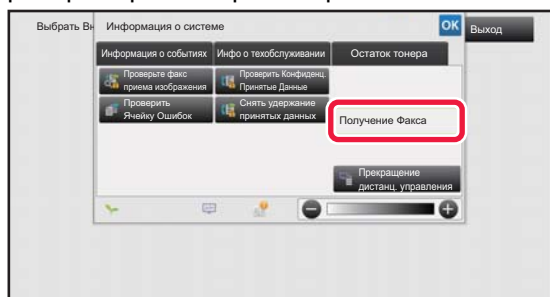 Выбрать Вн
Информация о системе
OK
Выход
Информация о событиях
Инфо о техобслуживании
Остаток тонера
Проверьте факс
приема изображения
Проверить Конфиденц.
Принятые Данные
Проверить
Ячейку Ошибок
Снять удержание
принятых данных
Получение Факса
Прекращение
дистанц. управления